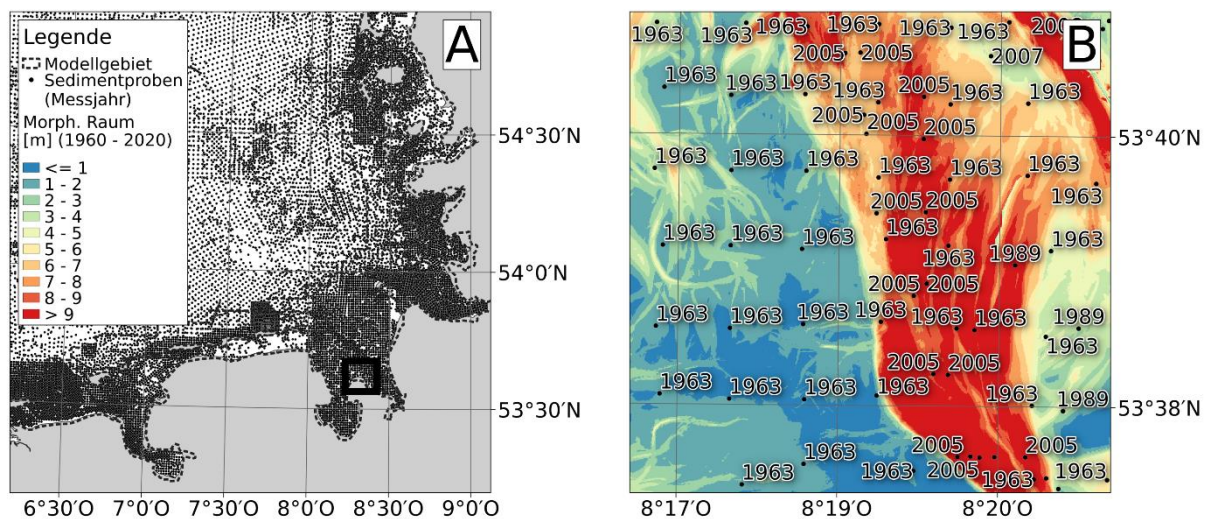 Legende
Modellgebiet
Sedimentproben
(Messjahr)
Morph. Raum
[m] (1960 - 2020)
<= 1
1 - 2
2 - 3
3 - 4
4 - 5
5 - 6
6 - 7
7 - 8
8 - 9
> 9
A
54°30′N
54°0′N
53°30′N
6°30′O 7°0′O 7°30′O 8°0′O 8°30′O 9°0′O
B
1963 1963 1963 1963 1963 1963
2005 2005 2007
1963 1963 1963 1963 2005 1963 1963
2005 2005
1963 1963 1963 1963 1963 1963
1963
2005 2005
1963
1963 1963 1963 1963 1989 1963
2005 2005
1963 1963 1963 1963 1963 1963 1989
1963
2005 2005
1963 1963 1963 1963 1963 1989
2005 2005
1963
1963 1963 2005 1963 1963
53°40′N
53°38′N
8°17′O 8°19′O 8°20′O